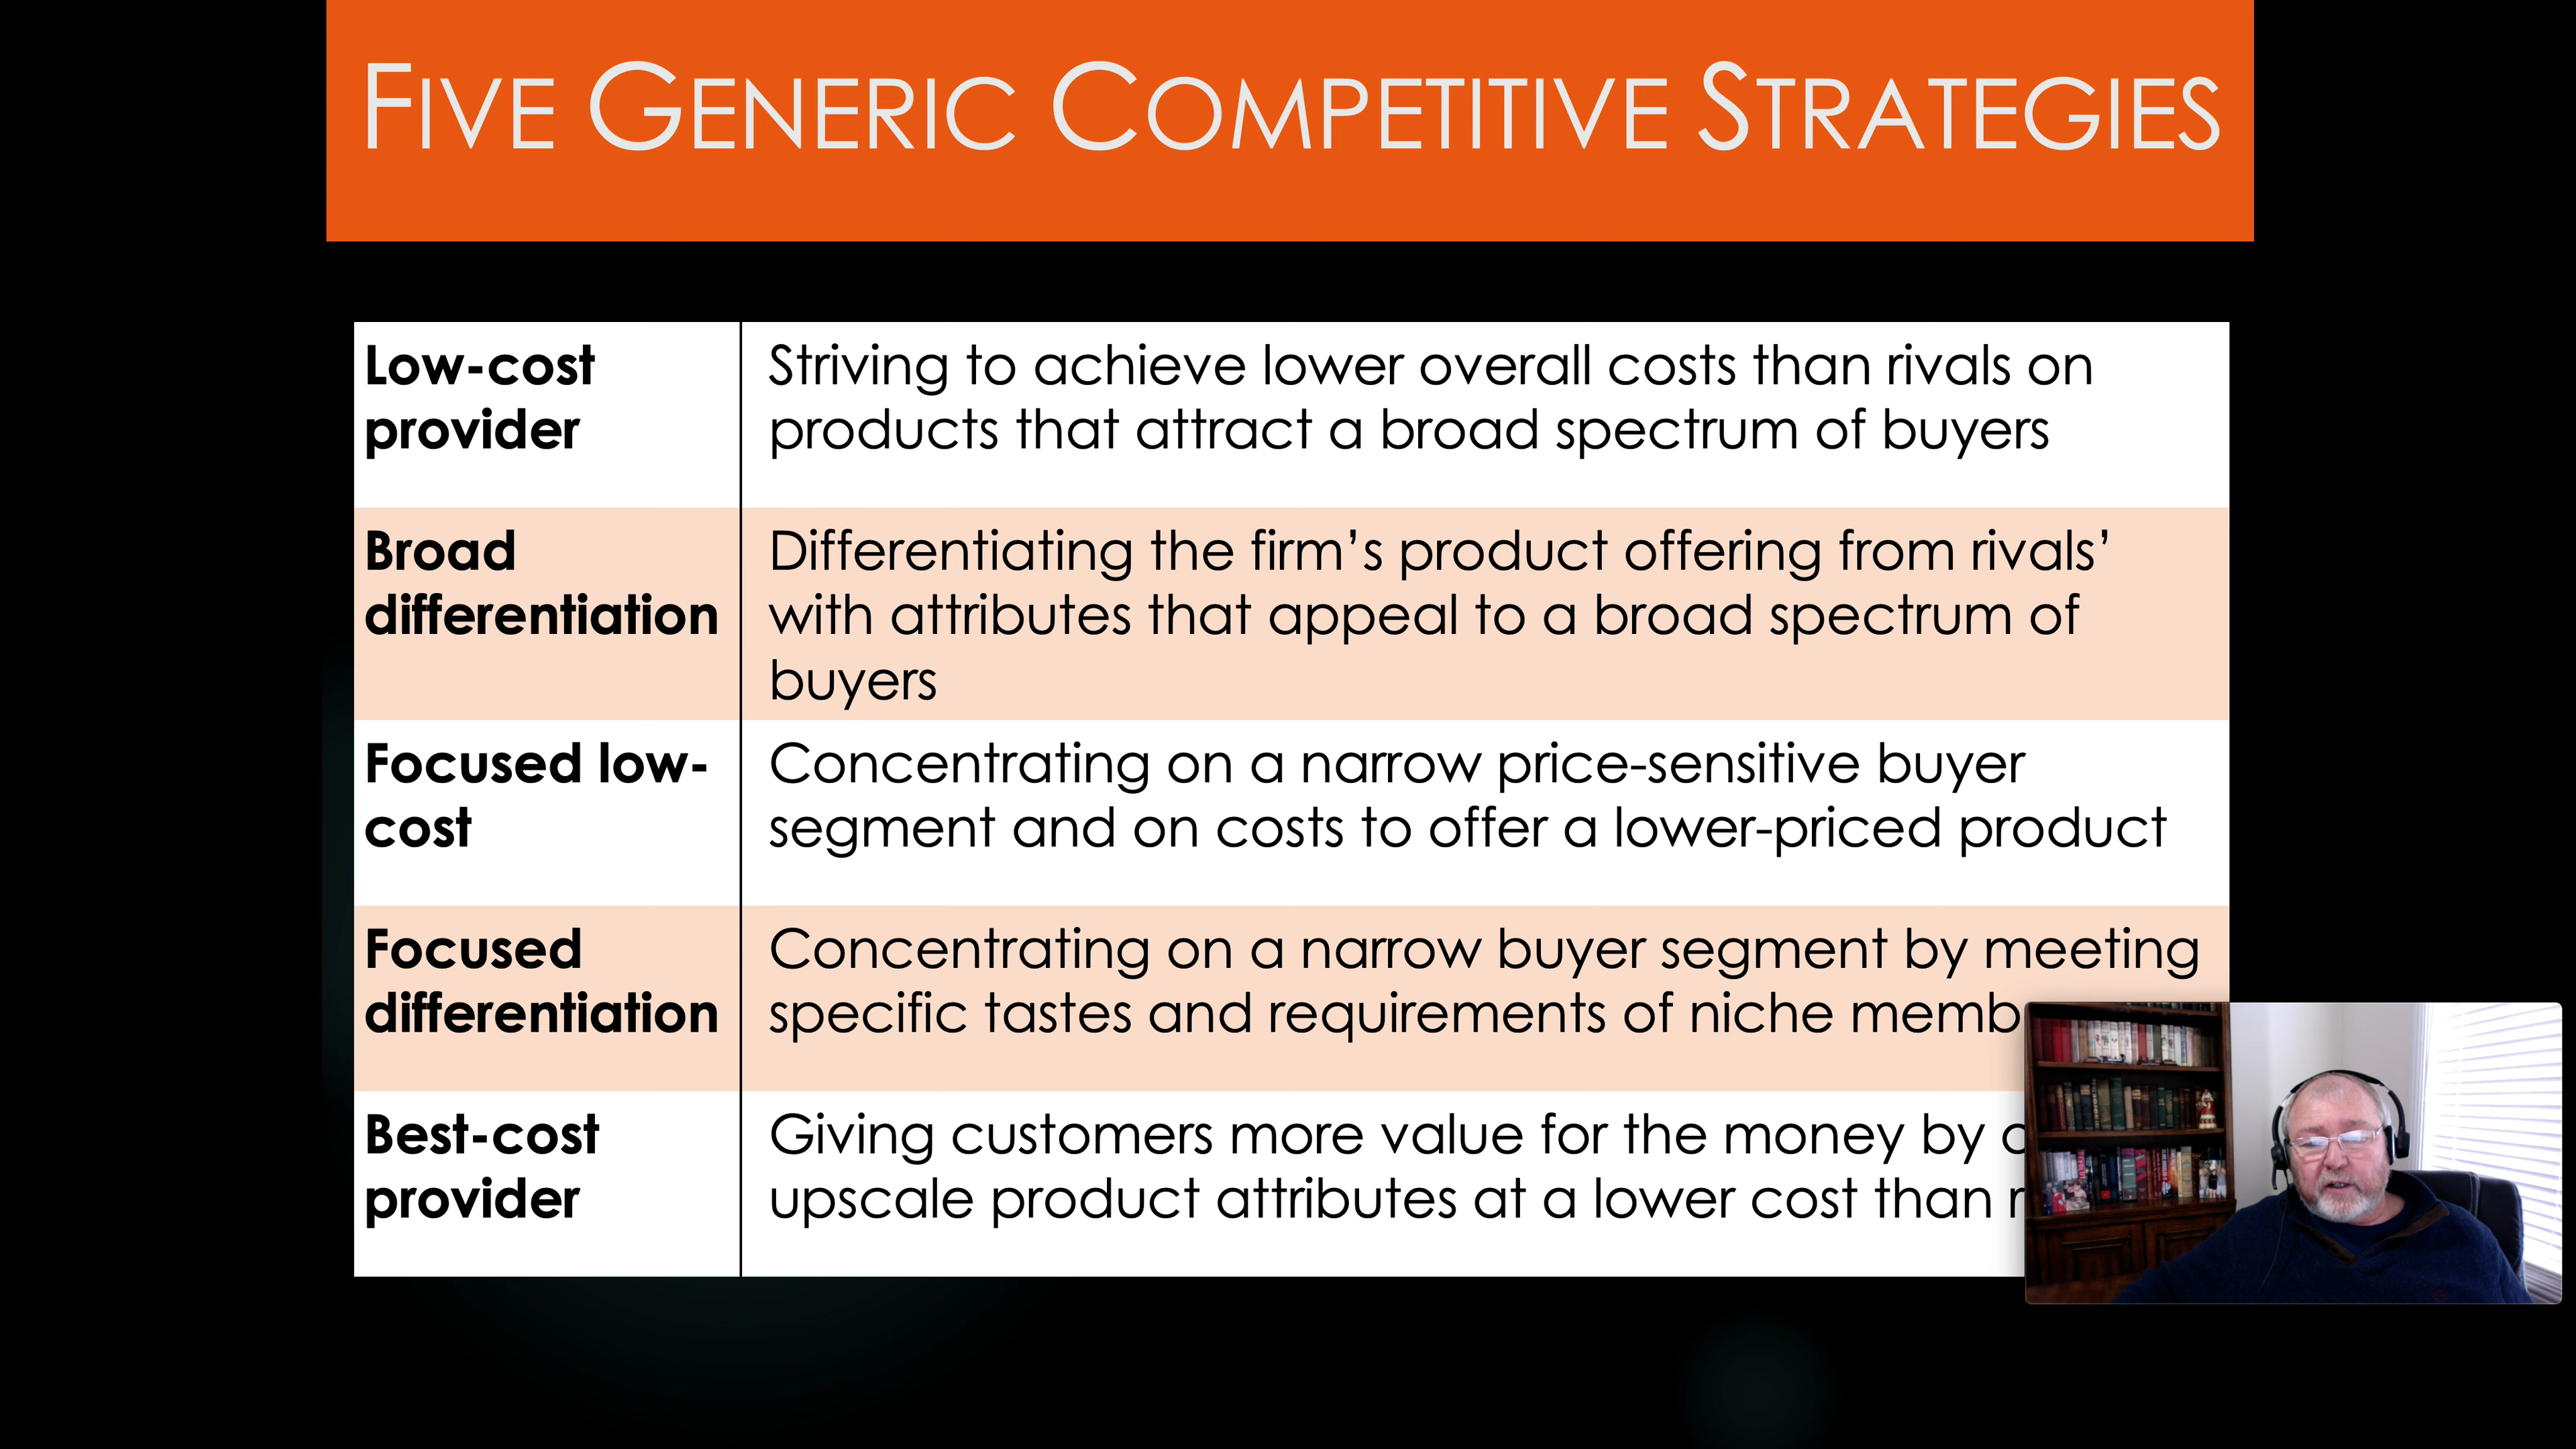 FIVE GENERIC COMPETITIVE STRATEGIES
Low-cost
provider
Striving to achieve lower overall costs than rivals on
products that attract a broad spectrum of buyers
Broad
differentiation
Differentiating the firm’s product offering from rivals’
with attributes that appeal to a broad spectrum of
buyers
Focused low-
cost
Concentrating on a narrow price-sensitive buyer
segment and on costs to offer a lower-priced product
Focused
differentiation
Concentrating on a narrow buyer segment by meeting
specific tastes and requirements of niche
Best-cost
provider
Giving customers more value for the money by
upscale product attributes at a lower cost than